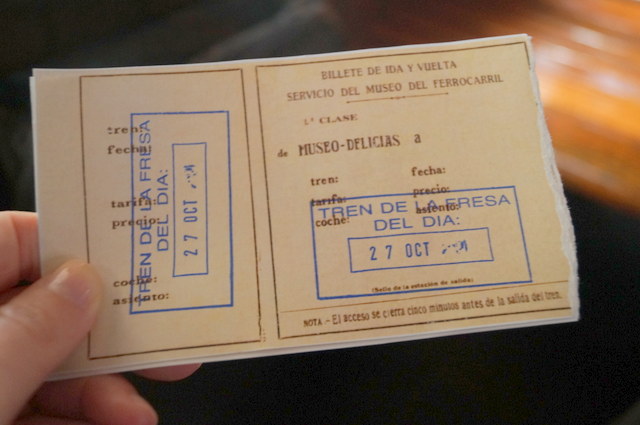 tren:
fecha:
tarifa:
precio:
coche:
asiento:
TREN DE LA FRESA
DEL DIA:
27 OCT
BILLETE DE IDA Y VUELTA
SERVICIO DEL MUSEO DEL FERROCARRIL
1.ª CLASE
de MUSEO-DELICIAS a
tren: fecha:
tarifa: precio:
coche: asiento:
TREN DE LA FRESA
DEL DIA:
27 OCT
(Sello de la estación de salida)
NOTA.- El acceso se cierra cinco minutos antes de la salida del tren.